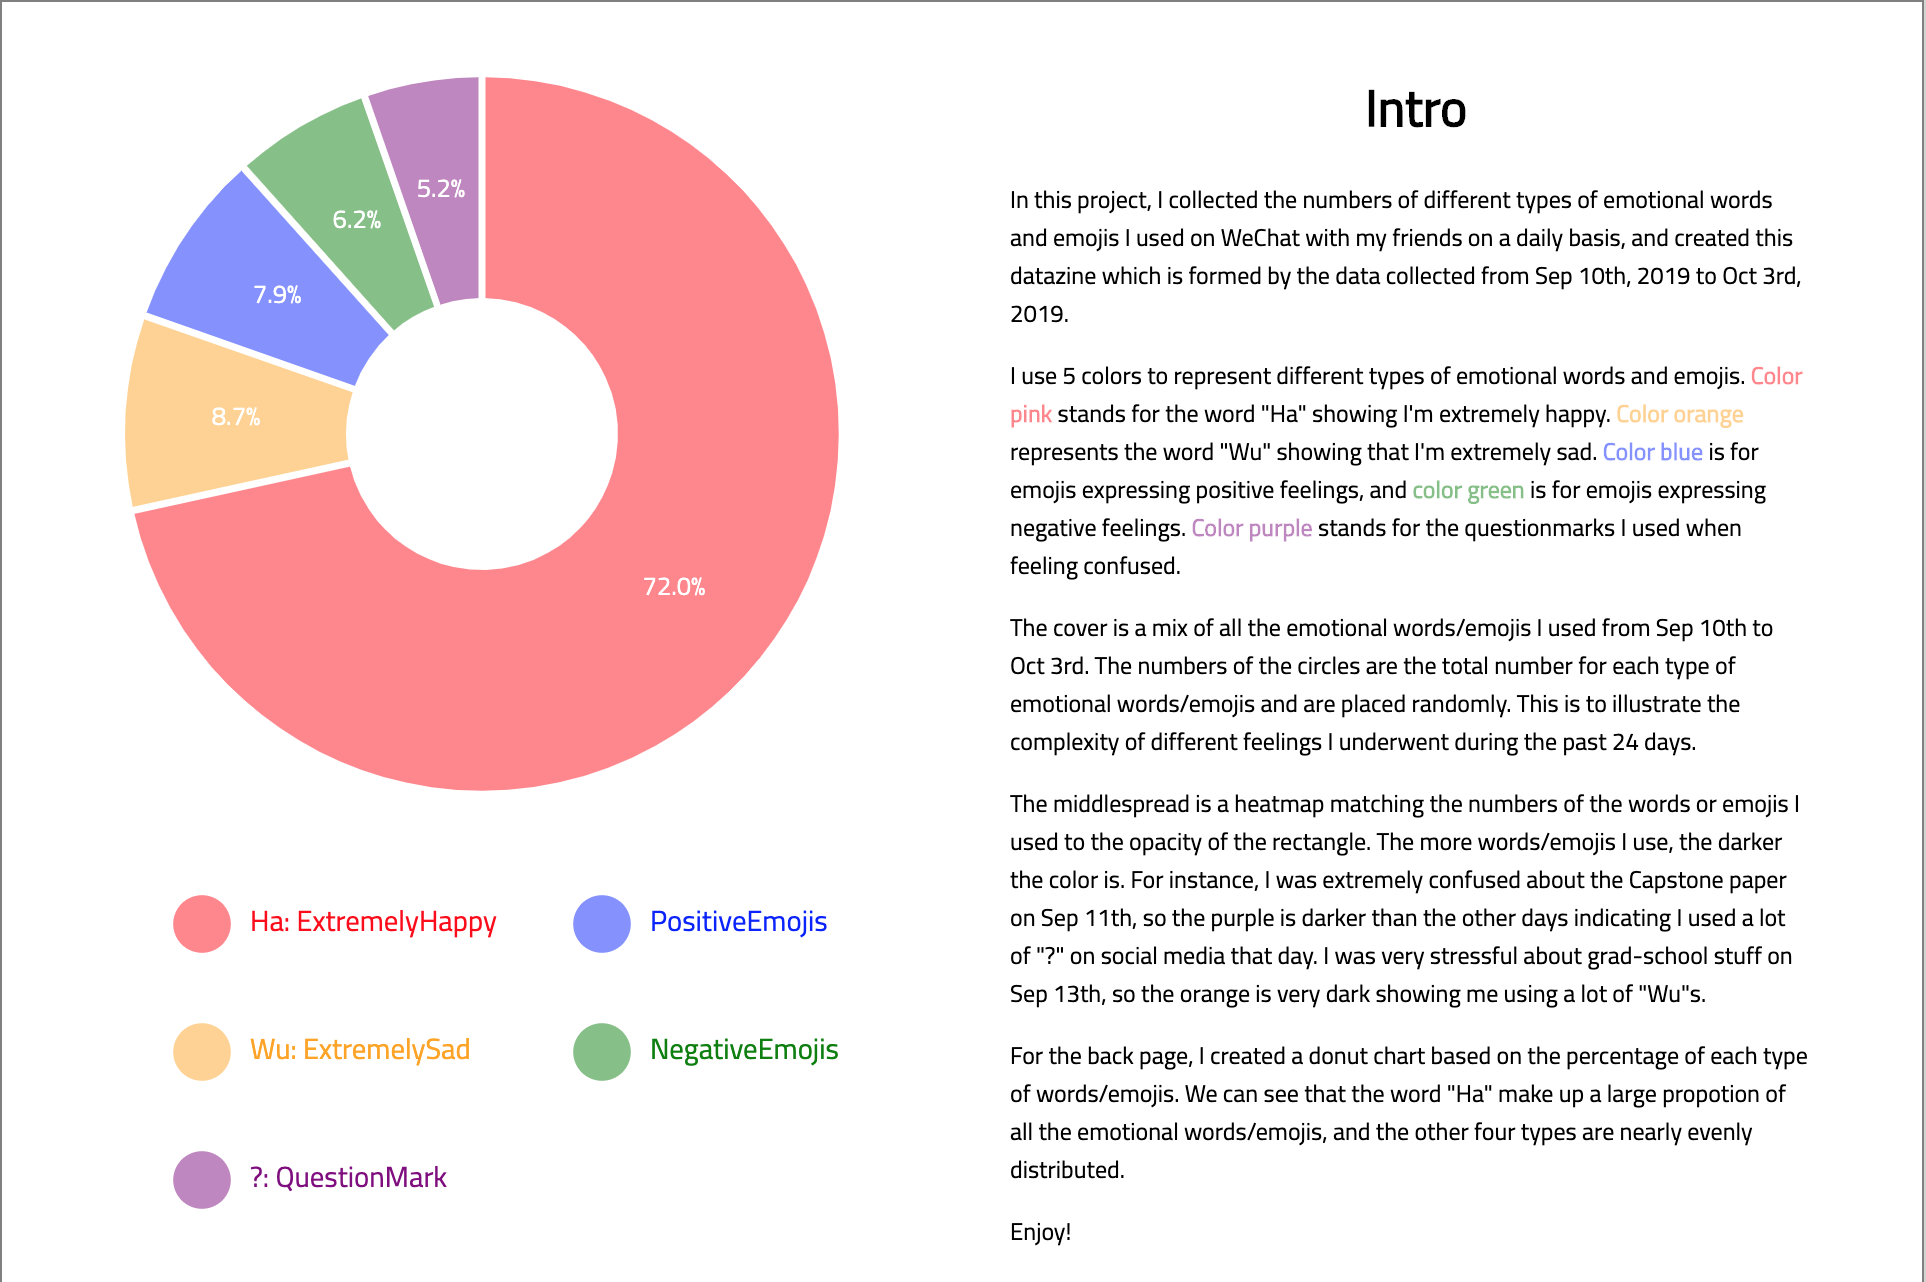 5.2%
6.2%
7.9%
8.7%
72.0%
Ha: ExtremelyHappy
PositiveEmojis
Wu: ExtremelySad
NegativeEmojis
?: QuestionMark
Intro
In this project, I collected the numbers of different types of emotional words
and emojis I used on WeChat with my friends on a daily basis, and created this
datazine which is formed by the data collected from Sep 10th, 2019 to Oct 3rd,
2019.
I use 5 colors to represent different types of emotional words and emojis. Color
pink stands for the word "Ha" showing I'm extremely happy. Color orange
represents the word "Wu" showing that I'm extremely sad. Color blue is for
emojis expressing positive feelings, and color green is for emojis expressing
negative feelings. Color purple stands for the questionmarks I used when
feeling confused.
The cover is a mix of all the emotional words/emojis I used from Sep 10th to
Oct 3rd. The numbers of the circles are the total number for each type of
emotional words/emojis and are placed randomly. This is to illustrate the
complexity of different feelings I underwent during the past 24 days.
The middlespread is a heatmap matching the numbers of the words or emojis I
used to the opacity of the rectangle. The more words/emojis I use, the darker
the color is. For instance, I was extremely confused about the Capstone paper
on Sep 11th, so the purple is darker than the other days indicating I used a lot
of "?" on social media that day. I was very stressful about grad-school stuff on
Sep 13th, so the orange is very dark showing me using a lot of "Wu"s.
For the back page, I created a donut chart based on the percentage of each type
of words/emojis. We can see that the word "Ha" make up a large propotion of
all the emotional words/emojis, and the other four types are nearly evenly
distributed.
Enjoy!